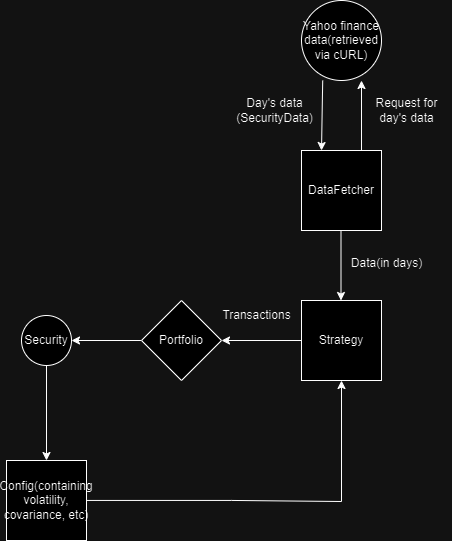 Yahoo finance
data(retrieved
via cURL)
Day's data
(SecurityData)
Request for
day's data
DataFetcher
Data(in days)
Transactions
Security
Portfolio
Strategy
Config(containing
volatility,
covariance, etc)